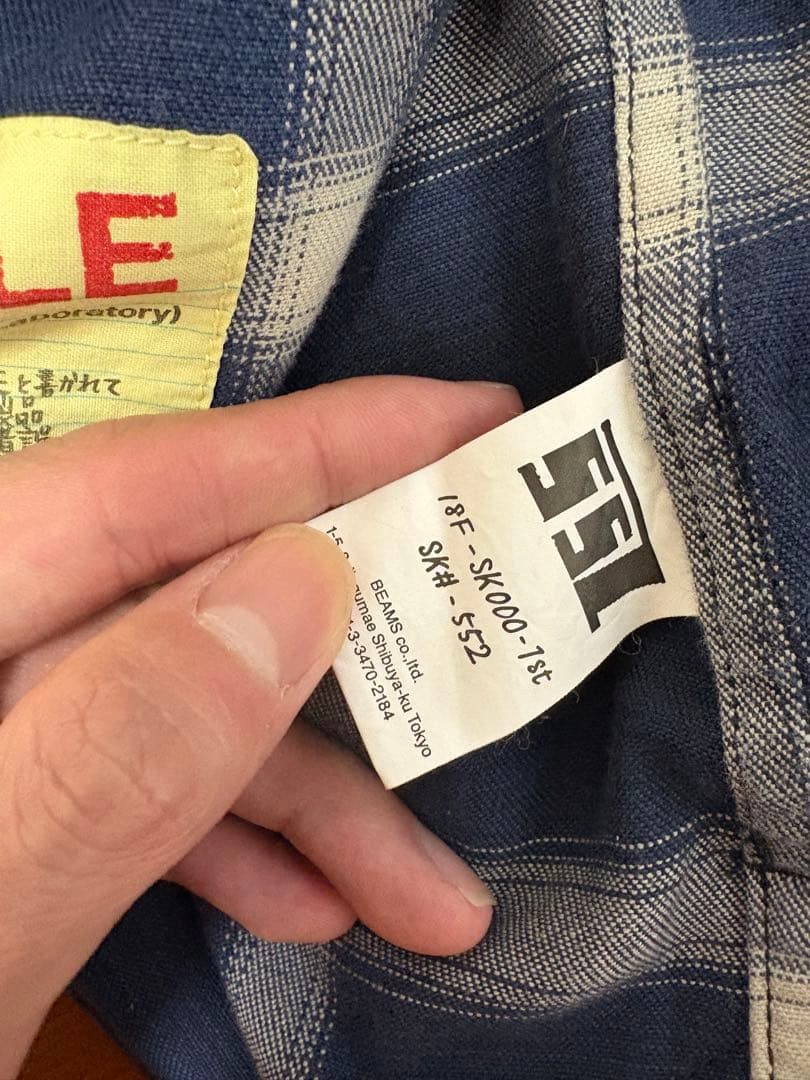 LE
aboratory)
と書かれて
SSL
18F-SK000-1st
SK#-552
BEAMS co.,ltd.
Shibuya-ku Tokyo
3-3470-2184